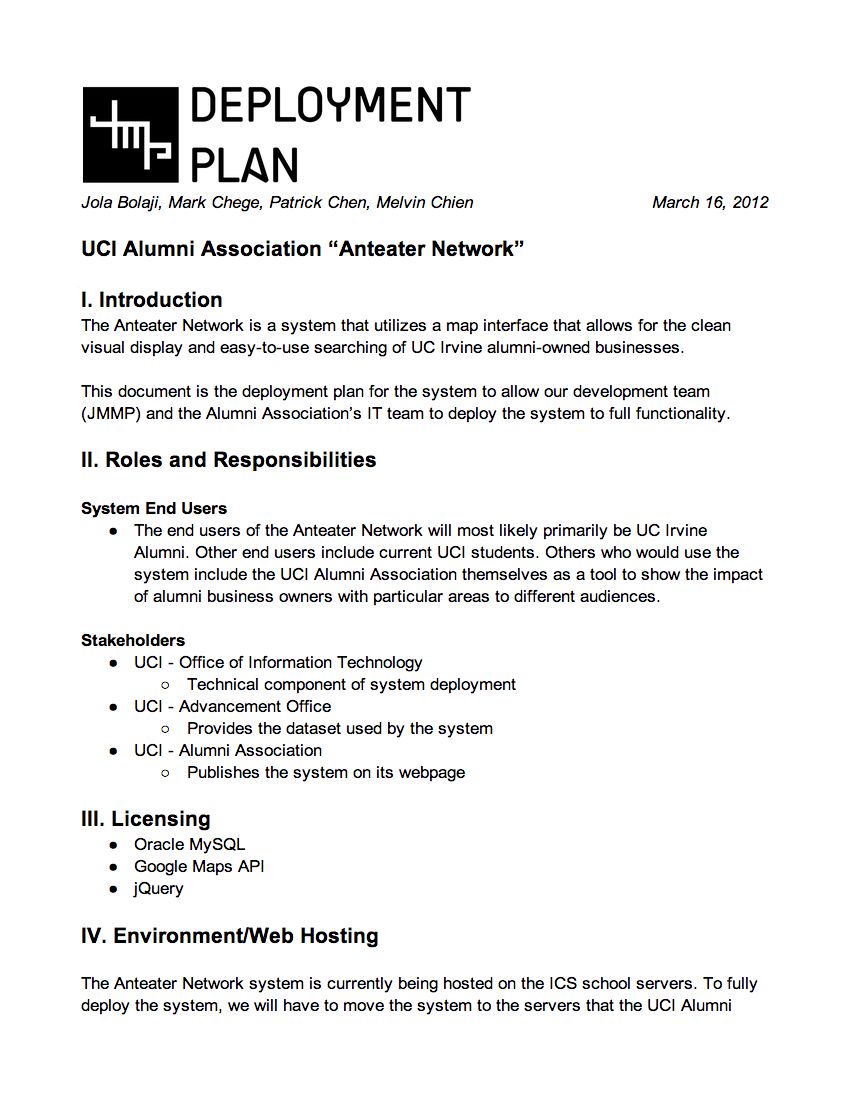 jmmp
DEPLOYMENT
PLAN
Jola Bolaji, Mark Chege, Patrick Chen, Melvin Chien March 16, 2012
UCI Alumni Association “Anteater Network”
I. Introduction
The Anteater Network is a system that utilizes a map interface that allows for the clean
visual display and easy-to-use searching of UC Irvine alumni-owned businesses.
This document is the deployment plan for the system to allow our development team
(JMMP) and the Alumni Association’s IT team to deploy the system to full functionality.
II. Roles and Responsibilities
System End Users
● The end users of the Anteater Network will most likely primarily be UC Irvine
Alumni. Other end users include current UCI students. Others who would use the
system include the UCI Alumni Association themselves as a tool to show the impact
of alumni business owners with particular areas to different audiences.
Stakeholders
● UCI - Office of Information Technology
○ Technical component of system deployment
● UCI - Advancement Office
○ Provides the dataset used by the system
● UCI - Alumni Association
○ Publishes the system on its webpage
III. Licensing
● Oracle MySQL
● Google Maps API
● jQuery
IV. Environment/Web Hosting
The Anteater Network system is currently being hosted on the ICS school servers. To fully
deploy the system, we will have to move the system to the servers that the UCI Alumni